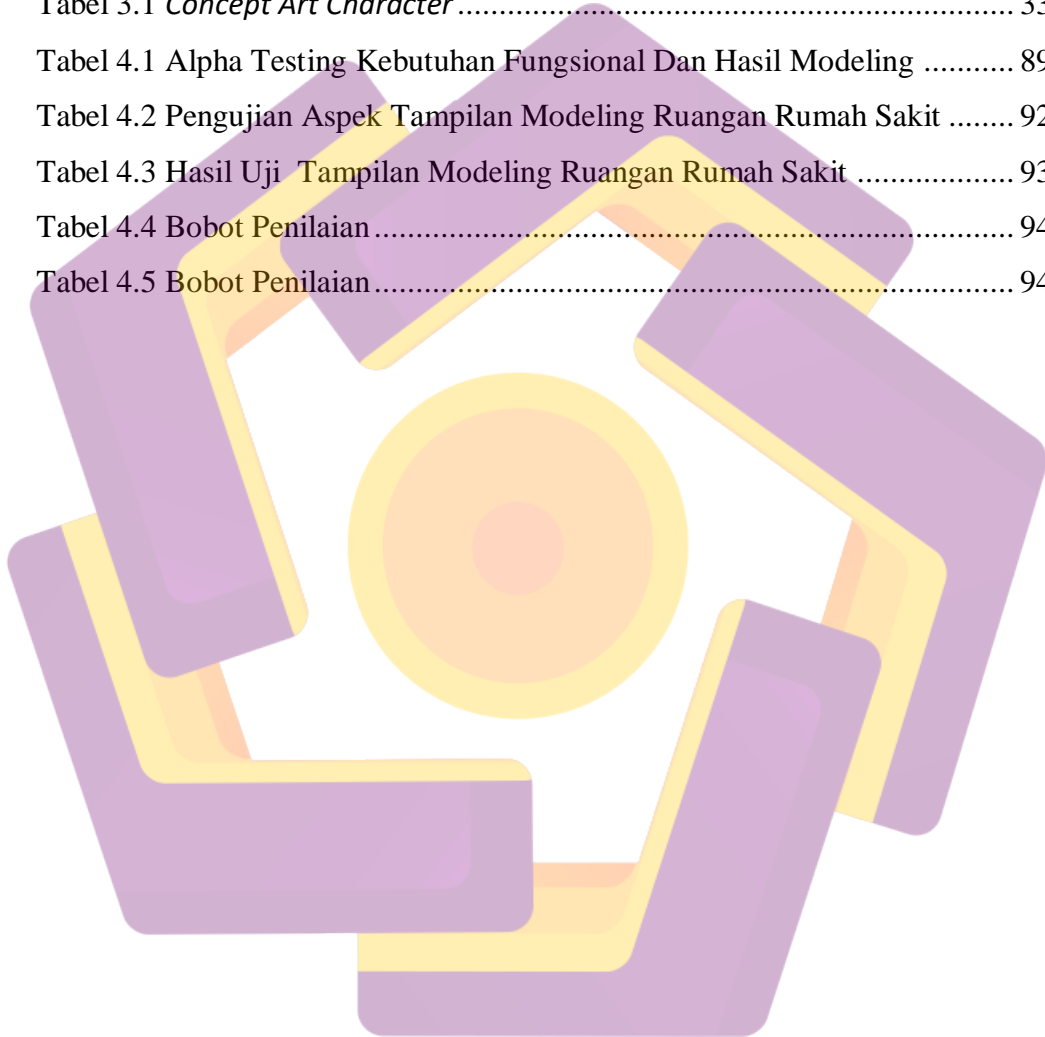 Tabel 3.1 Concept Art Character ........................................................................ 33
Tabel 4.1 Alpha Testing Kebutuhan Fungsional Dan Hasil Modeling ........... 89
Tabel 4.2 Pengujian Aspek Tampilan Modeling Ruangan Rumah Sakit ........ 92
Tabel 4.3 Hasil Uji Tampilan Modeling Ruangan Rumah Sakit ................... 93
Tabel 4.4 Bobot Penilaian .................................................................................. 94
Tabel 4.5 Bobot Penilaian .................................................................................. 94